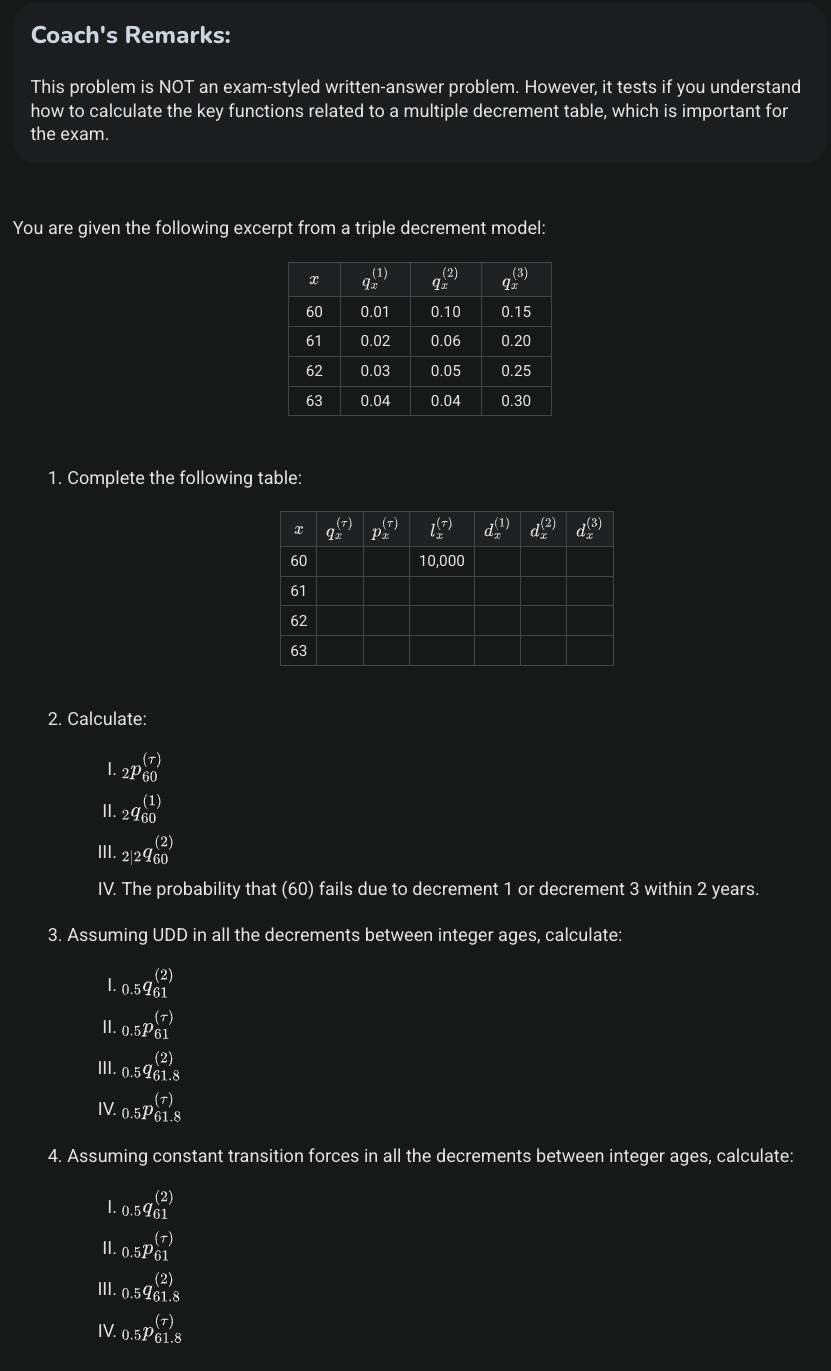 Coach's Remarks:
This problem is NOT an exam-styled written-answer problem. However, it tests if you understand
how to calculate the key functions related to a multiple decrement table, which is important for
the exam.
You are given the following excerpt from a triple decrement model:
x q_x^{(1)} q_x^{(2)} q_x^{(3)}
60 0.01 0.10 0.15
61 0.02 0.06 0.20
62 0.03 0.05 0.25
63 0.04 0.04 0.30
1. Complete the following table:
x q_x^{(τ)} p_x^{(τ)} l_x^{(τ)} d_x^{(1)} d_x^{(2)} d_x^{(3)}
60 10,000
61
62
63
2. Calculate:
I. _{2}p_{60}^{(τ)}
II. _{2}q_{60}^{(1)}
III. _{2|2}q_{60}^{(2)}
IV. The probability that (60) fails due to decrement 1 or decrement 3 within 2 years.
3. Assuming UDD in all the decrements between integer ages, calculate:
I. _{0.5}q_{61}^{(2)}
II. _{0.5}p_{61}^{(τ)}
III. _{0.5}q_{61.8}^{(2)}
IV. _{0.5}p_{61.8}^{(τ)}
4. Assuming constant transition forces in all the decrements between integer ages, calculate:
I. _{0.5}q_{61}^{(2)}
II. _{0.5}p_{61}^{(τ)}
III. _{0.5}q_{61.8}^{(2)}
IV. _{0.5}p_{61.8}^{(τ)}